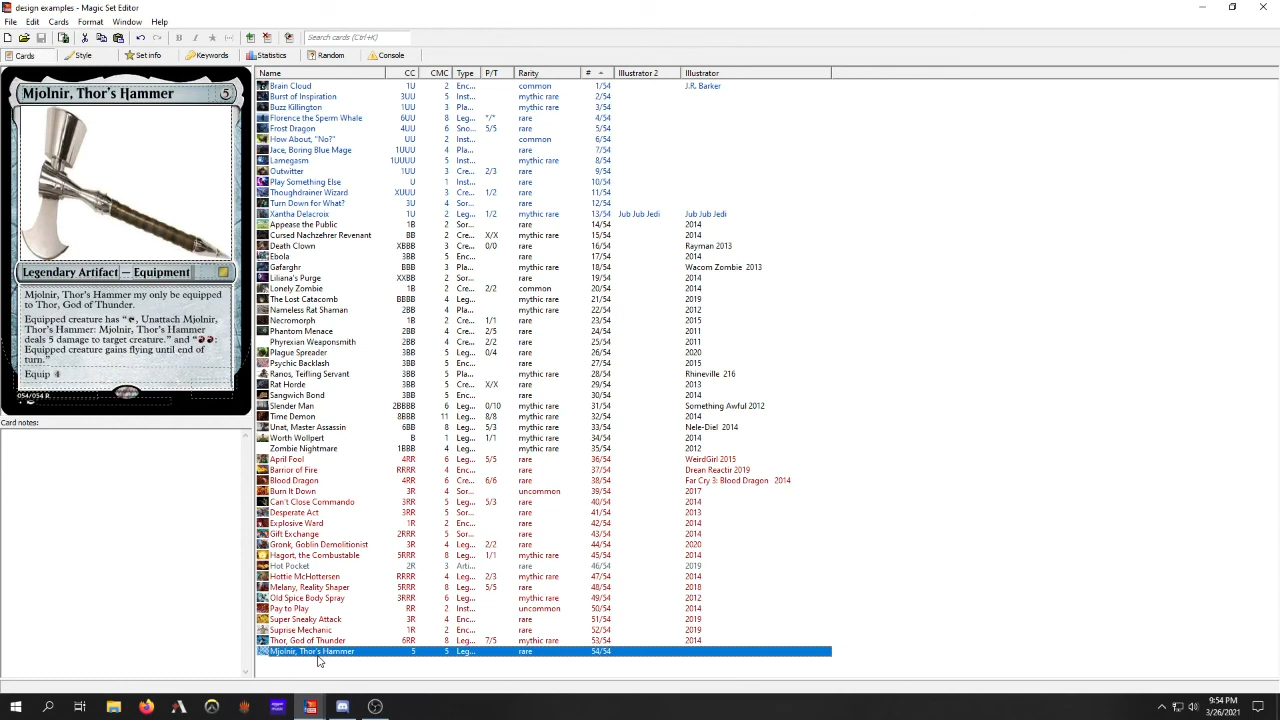 design examples - Magic Set Editor
File Edit Cards Format Window Help
B I
Search cards (Ctrl+K)
Cards Style Set info Keywords Statistics Random Console
Mjolnir, Thor's Hammer 5
Legendary Artifact — Equipment
Mjolnir, Thor's Hammer my only be equipped
to Thor, God of Thunder.
Equipped creature has “ , Unattach Mjolnir,
Thor's Hammer: Mjolnir, Thor's Hammer
deals 5 damage to target creature.” and “ :
Equipped creature gains flying until end of
turn.”
Equip 4
054/054 R
Card notes:
Name CC CMC Type P/T Rarity # Illustrator 2 Illustrator
Brain Cloud 1U 2 Enc... common 1/54 J.R. Barker
Burst of Inspiration 3UU 5 Inst... mythic rare 2/54
Buzz Killington 1UU 3 Pla... mythic rare 3/54
Florence the Sperm Whale 6UU 8 Leg... */* rare 4/54
Frost Dragon 4UU 6 Sno... 5/5 rare 5/54
How About, "No?" UU 2 Inst... common 6/54
Jace, Boring Blue Mage 1UUU 4 Pla... mythic rare 7/54
Lamegasm 1UUUU 5 Inst... mythic rare 8/54
Outwitter 1UU 3 Cre... 2/3 rare 9/54
Play Something Else U 1 Inst... rare 10/54
Thoughdrainer Wizard XUUU 3 Cre... 1/2 rare 11/54
Turn Down for What? 3U 4 Sor... rare 12/54
Xantha Delacroix 1U 2 Leg... 1/2 mythic rare 13/54 Jub Jub Jedi Jub Jub Jedi
Appease the Public 1B 2 Sor... rare 14/54 2014
Cursed Nachzehrer Revenant BB 2 Cre... X/X mythic rare 15/54 2014
Death Clown XBBB 3 Cre... 0/0 rare 16/54 Rayman 2013
Ebola 3BB 5 Enc... rare 17/54 2014
Gafarghr BBB 3 Pla... mythic rare 18/54 Wacom Zombie 2013
Liliana's Purge XXBB 2 Sor... rare 19/54 2014
Lonely Zombie 1B 2 Cre... 2/2 common 20/54 2014
The Lost Catacomb BBBB 4 Leg... mythic rare 21/54 2019
Nameless Rat Shaman 2BB 4 Pla... mythic rare 22/54 2012
Necromorph 1B 2 Cre... 1/1 rare 23/54 2015
Phantom Menace 2BB 4 Cre... 2/5 rare 24/54 2011
Phyrexian Weaponsmith 2BB 4 Cre... 2/2 rare 25/54 2011
Plague Spreader 3BB 5 Leg... 0/4 rare 26/54 2020
Psychic Backlash 3BB 5 Enc... rare 27/54 2015
Ranos, Teifling Servant 3BB 5 Pla... mythic rare 28/54 Rhineville 216
Rat Horde 3BB 5 Cre... X/X rare 29/54 2013
Sangwich Bond 3BB 5 Enc... rare 30/54 2014
Slender Man 2BBBB 6 Leg... 0/10 mythic rare 31/54 Something Awful 2012
Time Demon 8BBB 11 Leg... 8/8 mythic rare 32/54 2014
Unat, Master Assassin 6BB 8 Leg... 5/3 mythic rare 33/54 Nele-Diel 2014
Worth Wollpert B 1 Leg... 1/1 mythic rare 34/54 2014
Zombie Nightmare 1BBB 4 Leg... mythic rare 35/54 2012
April Fool 4RR 6 Leg... 5/5 rare 36/54 WeirdGirl 2015
Barrior of Fire RRRR 4 Enc... mythic rare 37/54 Drean Reactir 2019
Blood Dragon 4RR 6 Cre... 6/6 rare 38/54 Far Cry 3: Blood Dragon 2014
Burn It Down 3R 4 Sor... uncommon 39/54 2017
Can't Close Commando 3RR 5 Leg... 5/3 rare 40/54 2014
Desperate Act 3RR 5 Sor... rare 41/54 2013
Explosive Ward 1R 2 Enc... rare 42/54 2014
Gift Exchange 2RRR 5 Sor... rare 43/54 2014
Gronk, Goblin Demolitionist 3R 4 Leg... 2/2 rare 44/54 2020
Hagort, the Combustable 5RRR 8 Leg... 1/1 mythic rare 45/54 2014
Hot Pocket 2R 3 Arti... rare 46/54 2019
Hottie McHottersen RRRR 4 Leg... 2/3 mythic rare 47/54 2014
Melany, Reality Shaper 5RRR 8 Leg... 5/5 mythic rare 48/54 2018
Old Spice Body Spray 3RRR 6 Leg... mythic rare 49/54 2012
Pay to Play RR 2 Inst... uncommon 50/54 2014
Super Sneaky Attack 3R 4 Enc... rare 51/54 2019
Suprise Mechanic 1R 2 Enc... rare 52/54 2019
Thor, God of Thunder 6RR 8 Leg... 7/5 mythic rare 53/54 2014
Mjolnir, Thor's Hammer 5 5 Leg... rare 54/54
9:54 PM
3/26/2021